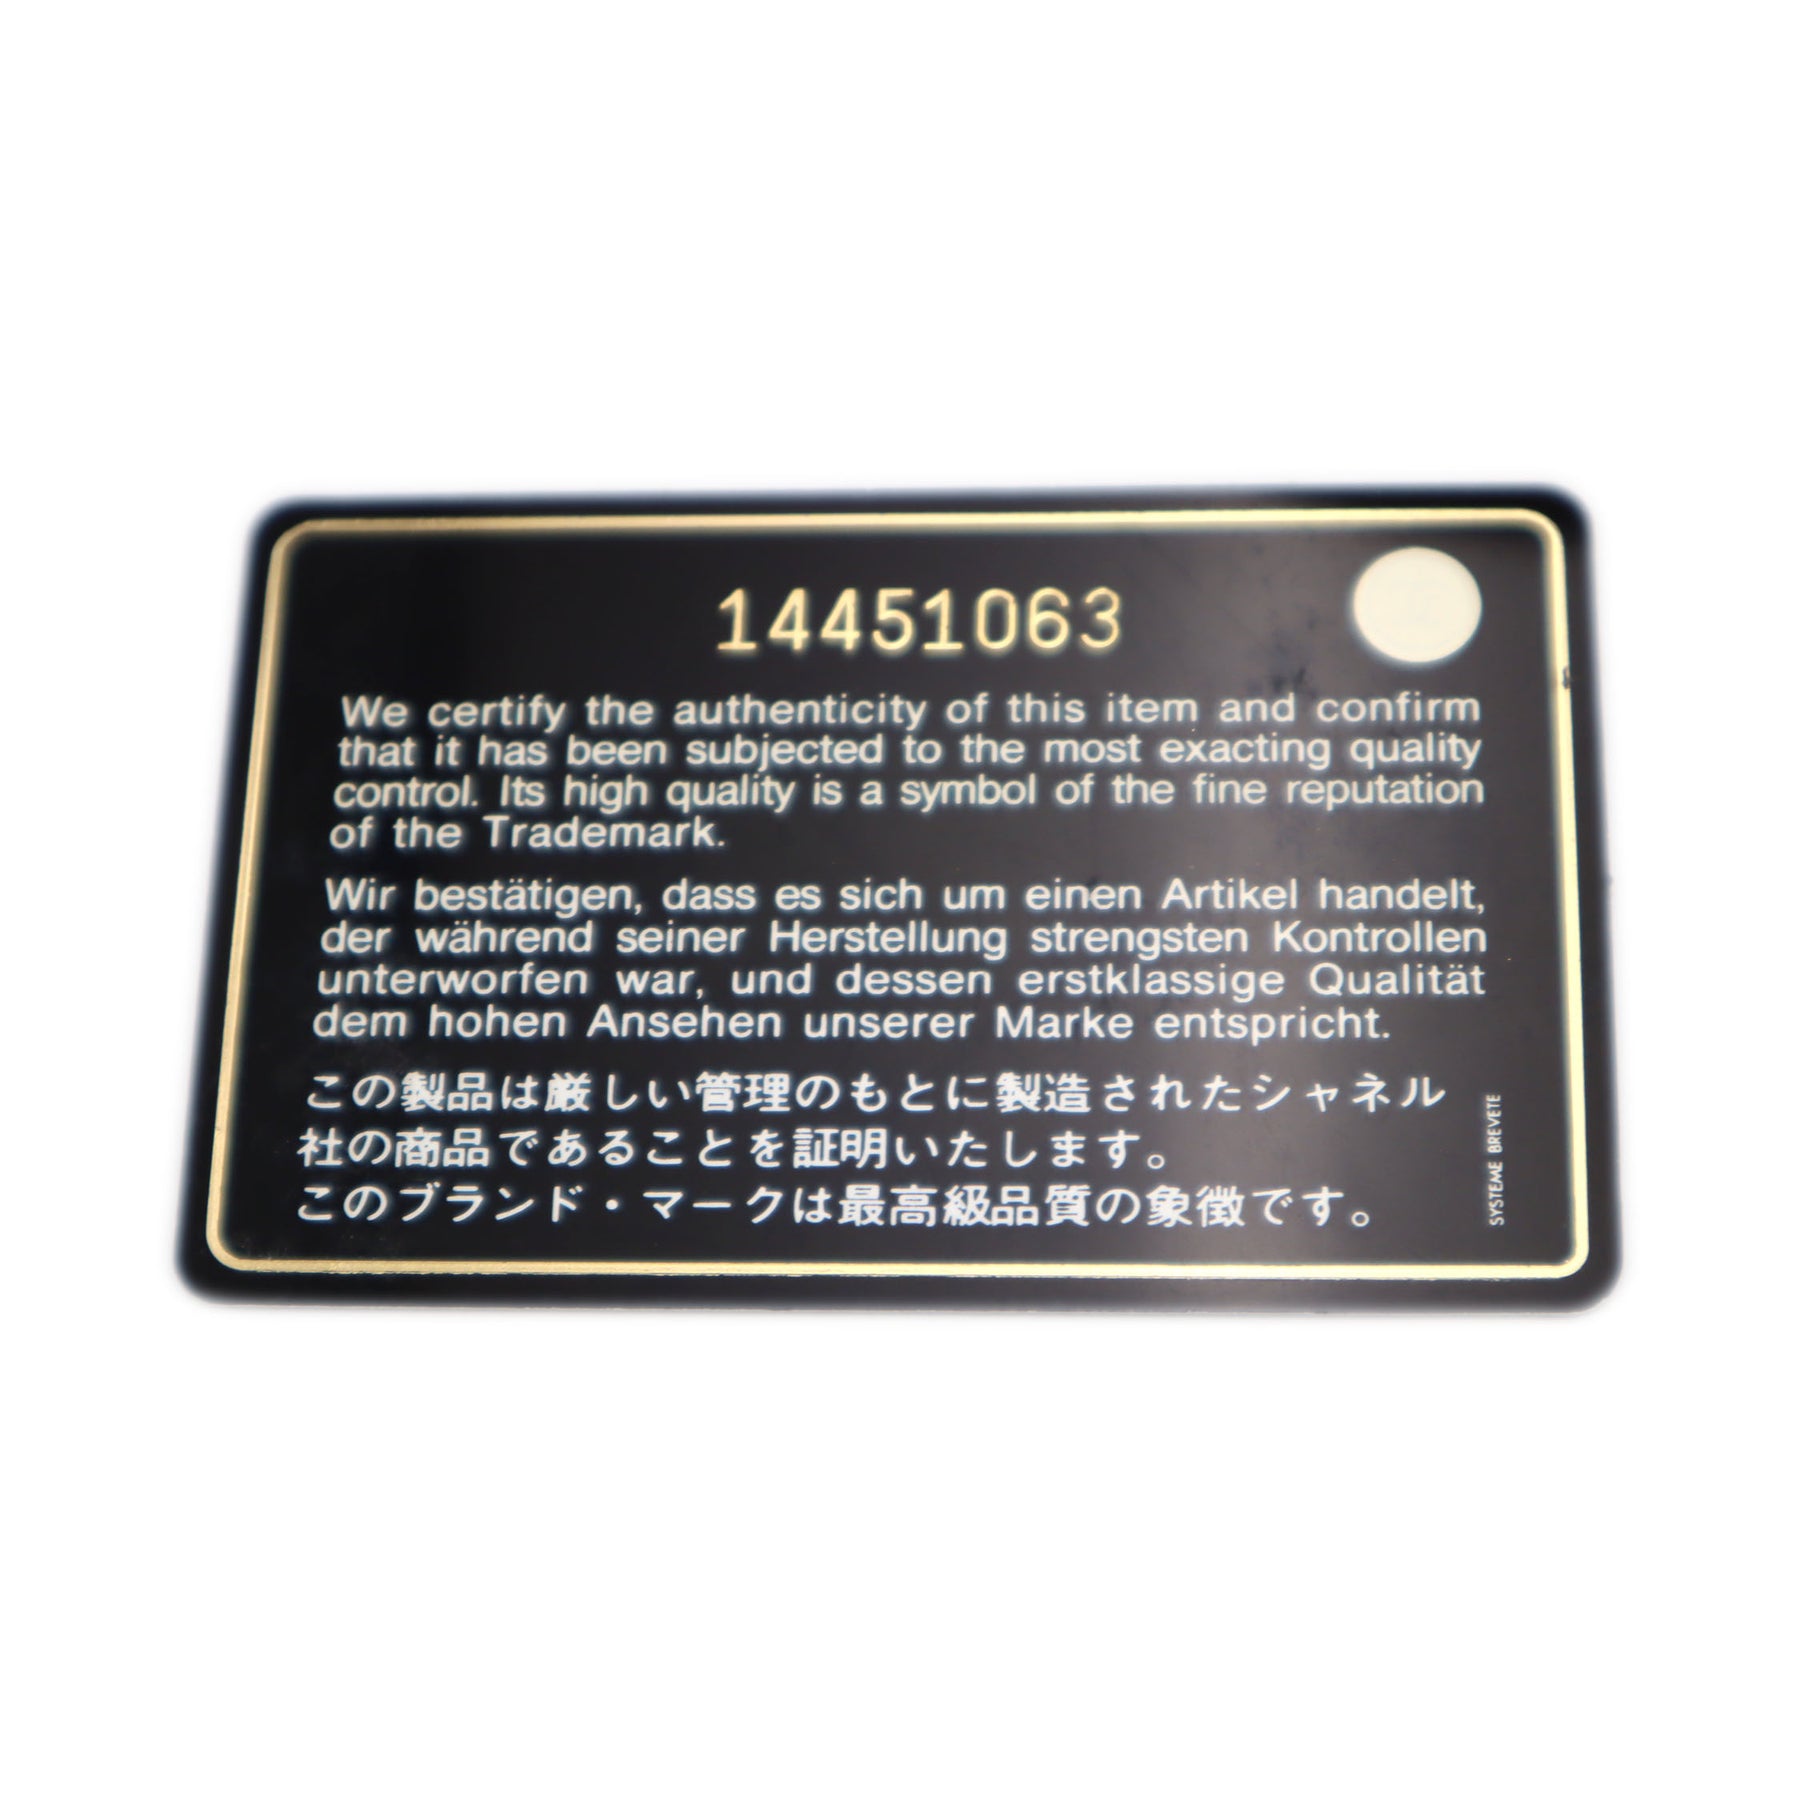 14451063
We certify the authenticity of this item and confirm
that it has been subjected to the most exacting quality
control. Its high quality is a symbol of the fine reputation
of the Trademark.
Wir bestätigen, dass es sich um einen Artikel handelt,
der während seiner Herstellung strengsten Kontrollen
unterworfen war, und dessen erstklassige Qualität
dem hohen Ansehen unserer Marke entspricht.
この製品は厳しい管理のもとに製造されたシャネル
社の商品であることを証明いたします。
このブランド・マークは最高級品質の象徴です。
SYSTEME BREVETE